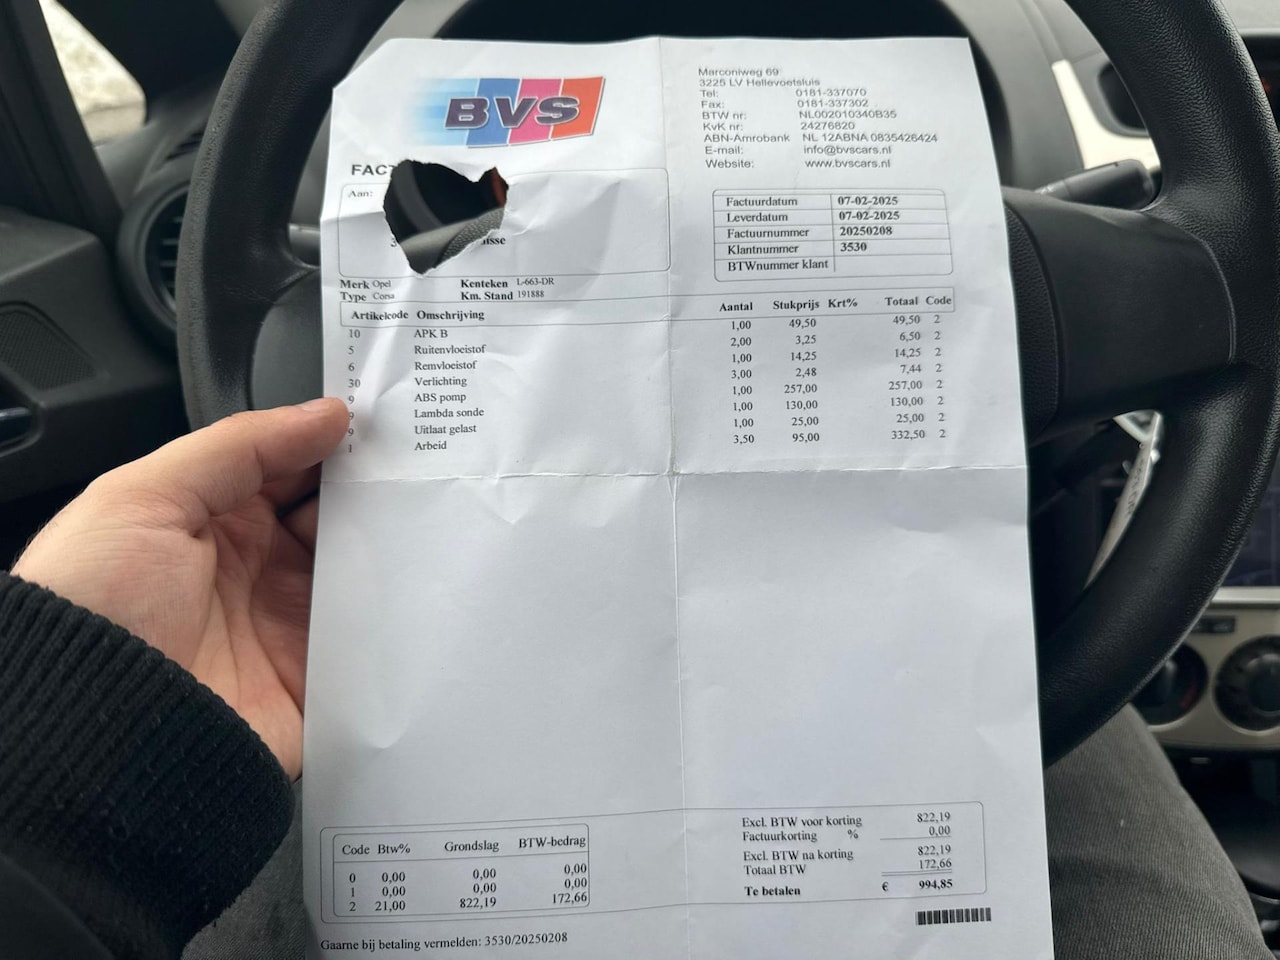 BVS
Marconiweg 69
3225 LV Hellevoetsluis
Tel: 0181-337070
Fax: 0181-337302
BTW nr: NL002010340B35
KvK nr: 24276820
ABN-Amrobank NL 12ABNA 0835426424
E-mail: info@bvscars.nl
Website: www.bvscars.nl
FACT
Aan:
3
isse
Factuurdatum 07-02-2025
Leverdatum 07-02-2025
Factuurnummer 20250208
Klantnummer 3530
BTWnummer klant
Merk Opel Kenteken L-663-DR
Type Corsa Km. Stand 191888
Artikelcode Omschrijving Aantal Stukprijs Krt% Totaal Code
10 APK B 1,00 49,50 49,50 2
5 Ruitenvloeistof 2,00 3,25 6,50 2
6 Remvloeistof 1,00 14,25 14,25 2
30 Verlichting 3,00 2,48 7,44 2
9 ABS pomp 1,00 257,00 257,00 2
9 Lambda sonde 1,00 130,00 130,00 2
9 Uitlaat gelast 1,00 25,00 25,00 2
1 Arbeid 3,50 95,00 332,50 2
Code Btw% Grondslag BTW-bedrag
0 0,00 0,00 0,00
1 0,00 0,00 0,00
2 21,00 822,19 172,66
Excl. BTW voor korting 822,19
Factuurkorting % 0,00
Excl. BTW na korting 822,19
Totaal BTW 172,66
Te betalen € 994,85
Gaarne bij betaling vermelden: 3530/20250208